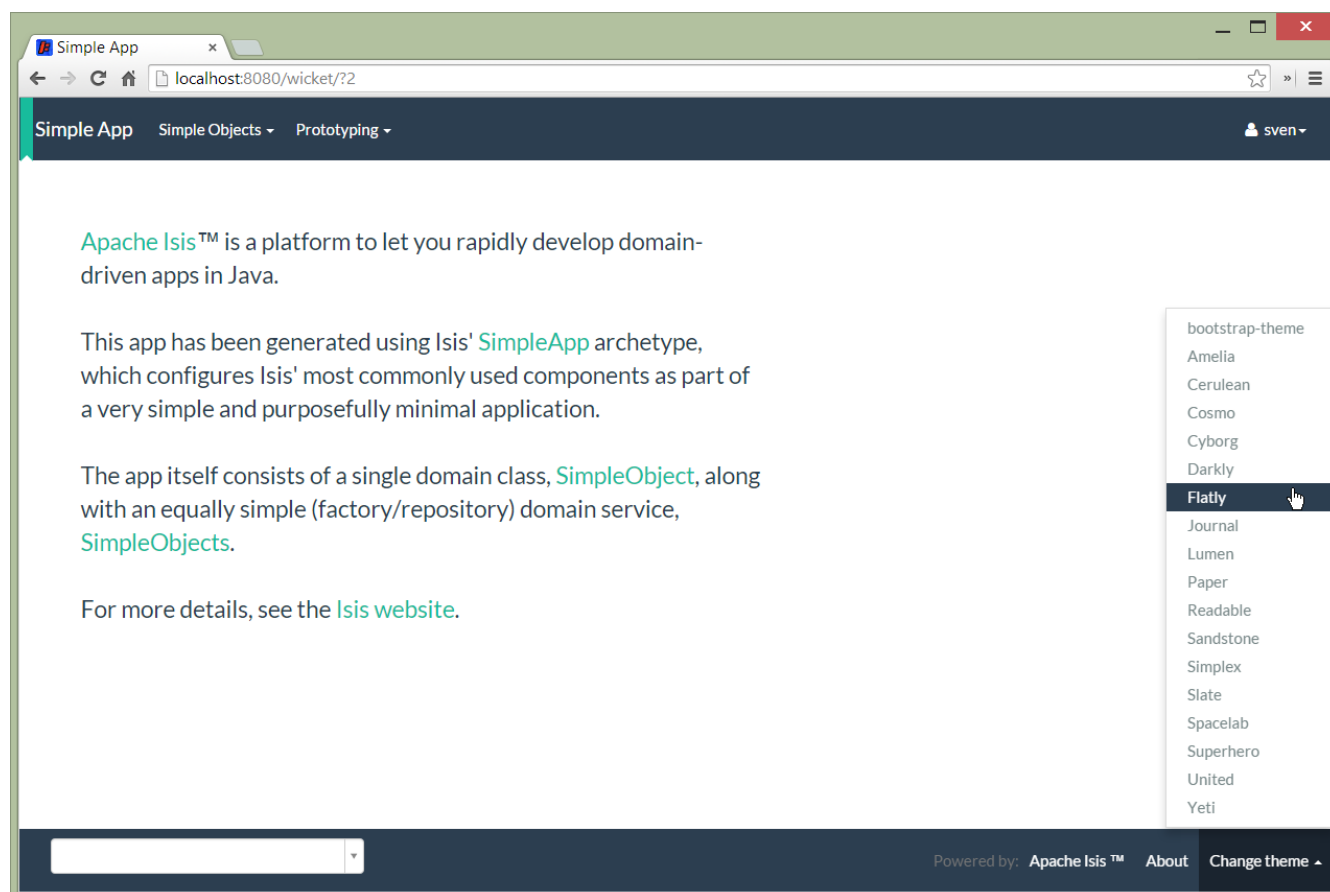 Simple App
localhost:8080/wicket/?2
Simple App Simple Objects Prototyping sven
Apache Isis™ is a platform to let you rapidly develop domain-
driven apps in Java.
This app has been generated using Isis' SimpleApp archetype,
which configures Isis' most commonly used components as part of
a very simple and purposefully minimal application.
The app itself consists of a single domain class, SimpleObject, along
with an equally simple (factory/repository) domain service,
SimpleObjects.
For more details, see the Isis website.
bootstrap-theme
Amelia
Cerulean
Cosmo
Cyborg
Darkly
Flatly
Journal
Lumen
Paper
Readable
Sandstone
Simplex
Slate
Spacelab
Superhero
United
Yeti
Powered by: Apache Isis ™ About Change theme